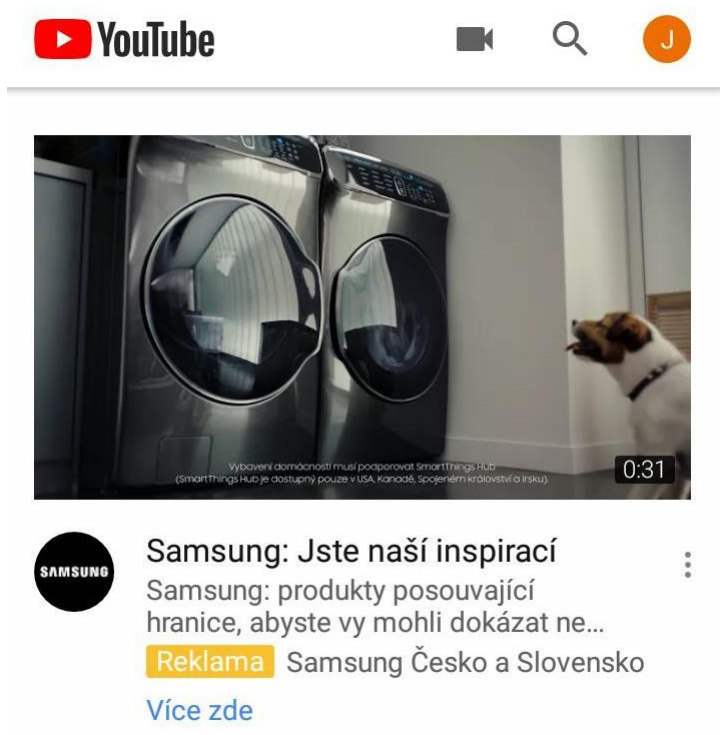 YouTube
J
Vybavení domácnosti musí podporovat SmartThings Hub
(SmartThings Hub je dostupný pouze v USA, Kanadě, Spojeném království a Irsku).
0:31
SAMSUNG
Samsung: Jste naší inspirací
Samsung: produkty posouvající
hranice, abyste vy mohli dokázat ne...
Reklama Samsung Česko a Slovensko
Více zde